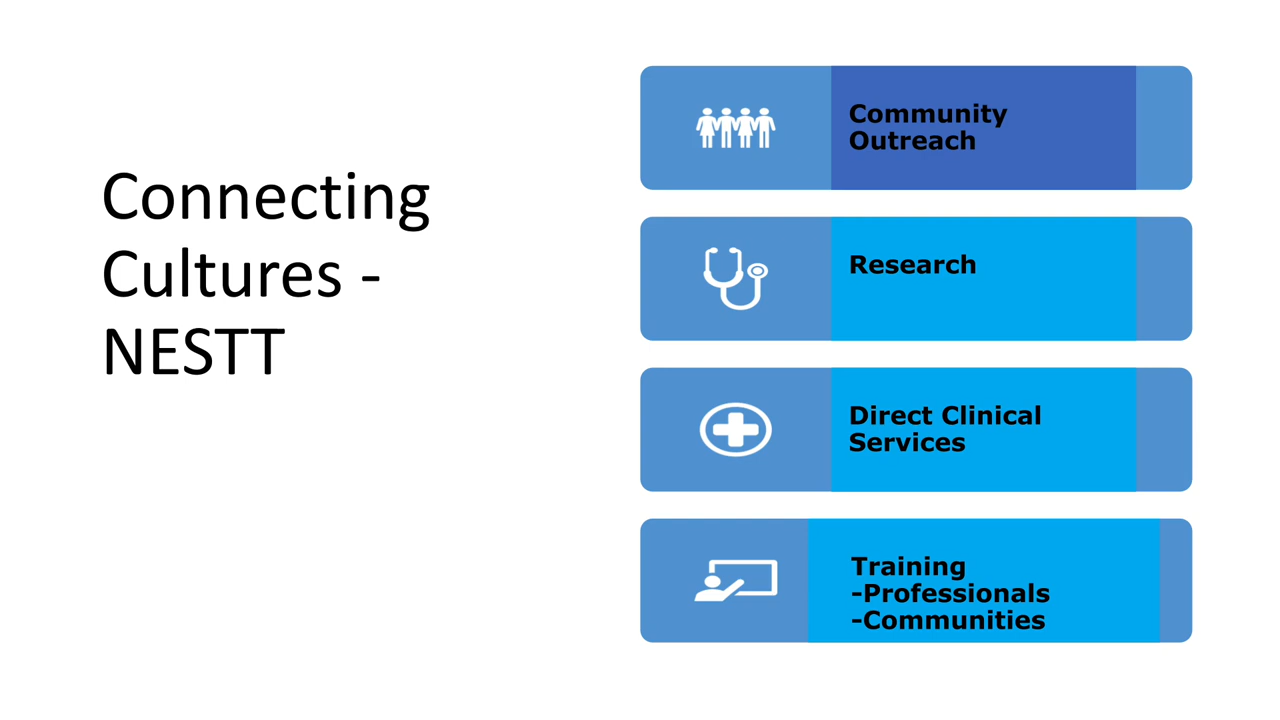 Connecting
Cultures -
NESTT
Community
Outreach
Research
Direct Clinical
Services
Training
-Professionals
-Communities